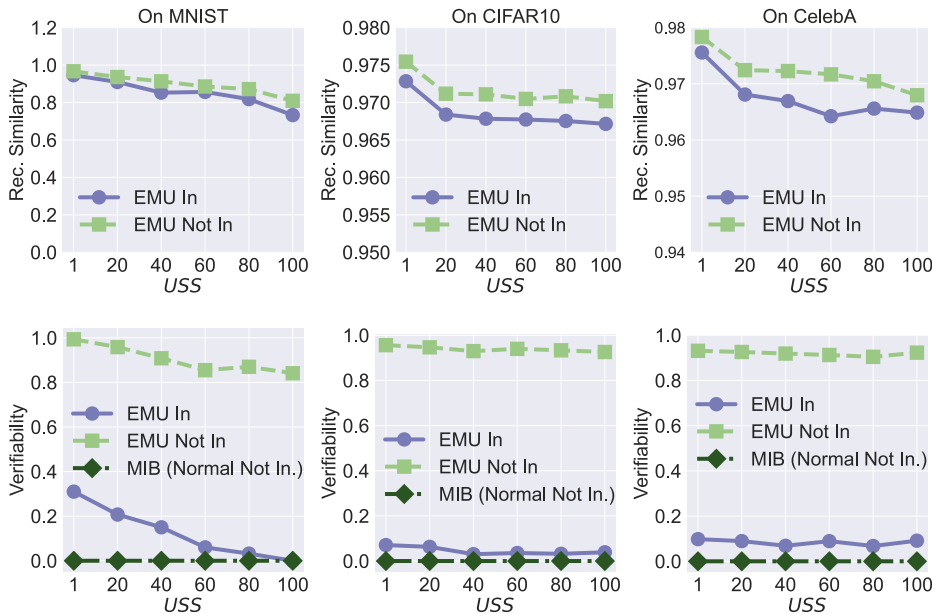 On MNIST
Rec. Similarity
1.2
1.0
0.8
0.6
0.4
0.2
0.0
EMU In
EMU Not In
1 20 40 60 80 100
USS
On CIFAR10
Rec. Similarity
0.980
0.975
0.970
0.965
0.960
0.955
0.950
EMU In
EMU Not In
1 20 40 60 80 100
USS
On CelebA
Rec. Similarity
0.98
0.97
0.96
0.95
0.94
EMU In
EMU Not In
1 20 40 60 80 100
USS
Verifiability
1.0
0.8
0.6
0.4
0.2
0.0
EMU In
EMU Not In
MIB (Normal Not In.)
1 20 40 60 80 100
USS
Verifiability
1.0
0.8
0.6
0.4
0.2
0.0
EMU In
EMU Not In
MIB (Normal Not In.)
1 20 40 60 80 100
USS
Verifiability
1.0
0.8
0.6
0.4
0.2
0.0
EMU In
EMU Not In
MIB (Normal Not In.)
1 20 40 60 80 100
USS